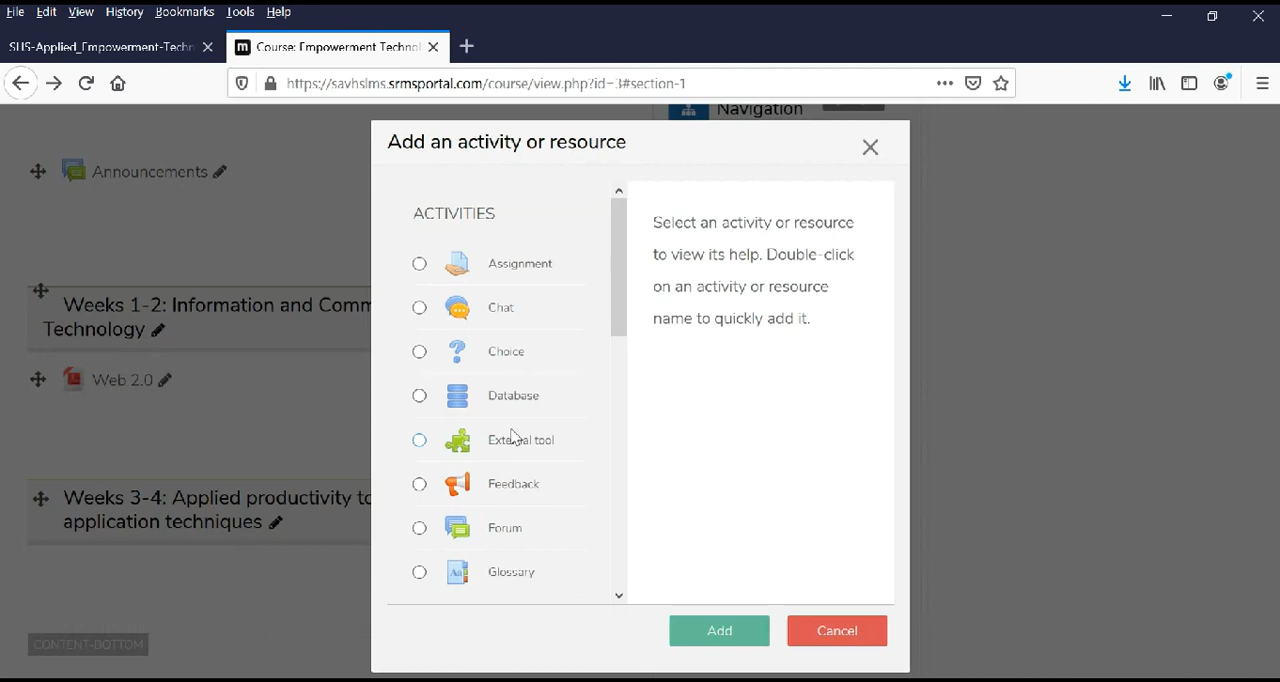 File Edit View History Bookmarks Tools Help
SHS-Applied_Empowerment-Techn
Course: Empowerment Technol
https://savhslms.srmsportal.com/course/view.php?id=3#section-1
Navigation
Add an activity or resource
Announcements
ACTIVITIES
Assignment
Chat
Choice
Database
External tool
Feedback
Forum
Glossary
Select an activity or resource
to view its help. Double-click
on an activity or resource
name to quickly add it.
Weeks 1-2: Information and Comm
Technology
Web 2.0
Weeks 3-4: Applied productivity to
application techniques
Add
Cancel
CONTENT-BOTTOM